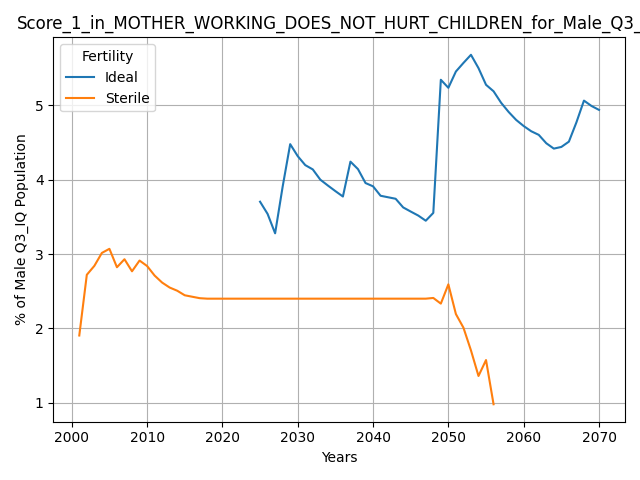 Score_1_in_MOTHER_WORKING_DOES_NOT_HURT_CHILDREN_for_Male_Q3_
Fertility
Ideal
Sterile
% of Male Q3_IQ Population
5
4
3
2
1
2000 2010 2020 2030 2040 2050 2060 2070
Years